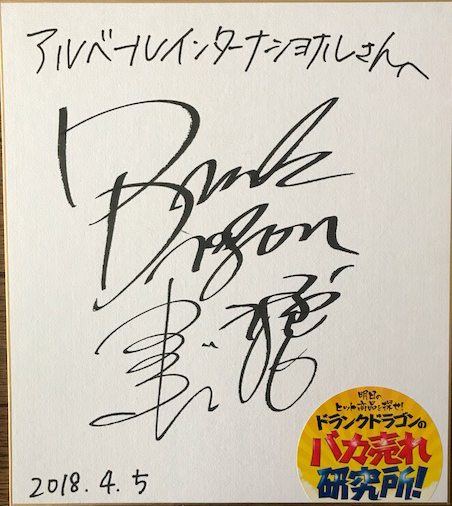 アルベールインターナショナルさんへ
Drunk
Dragon
2018.4.5
明日の
ヒット商品を探せ!
ドランクドラゴンの
バカ売れ
研究所!